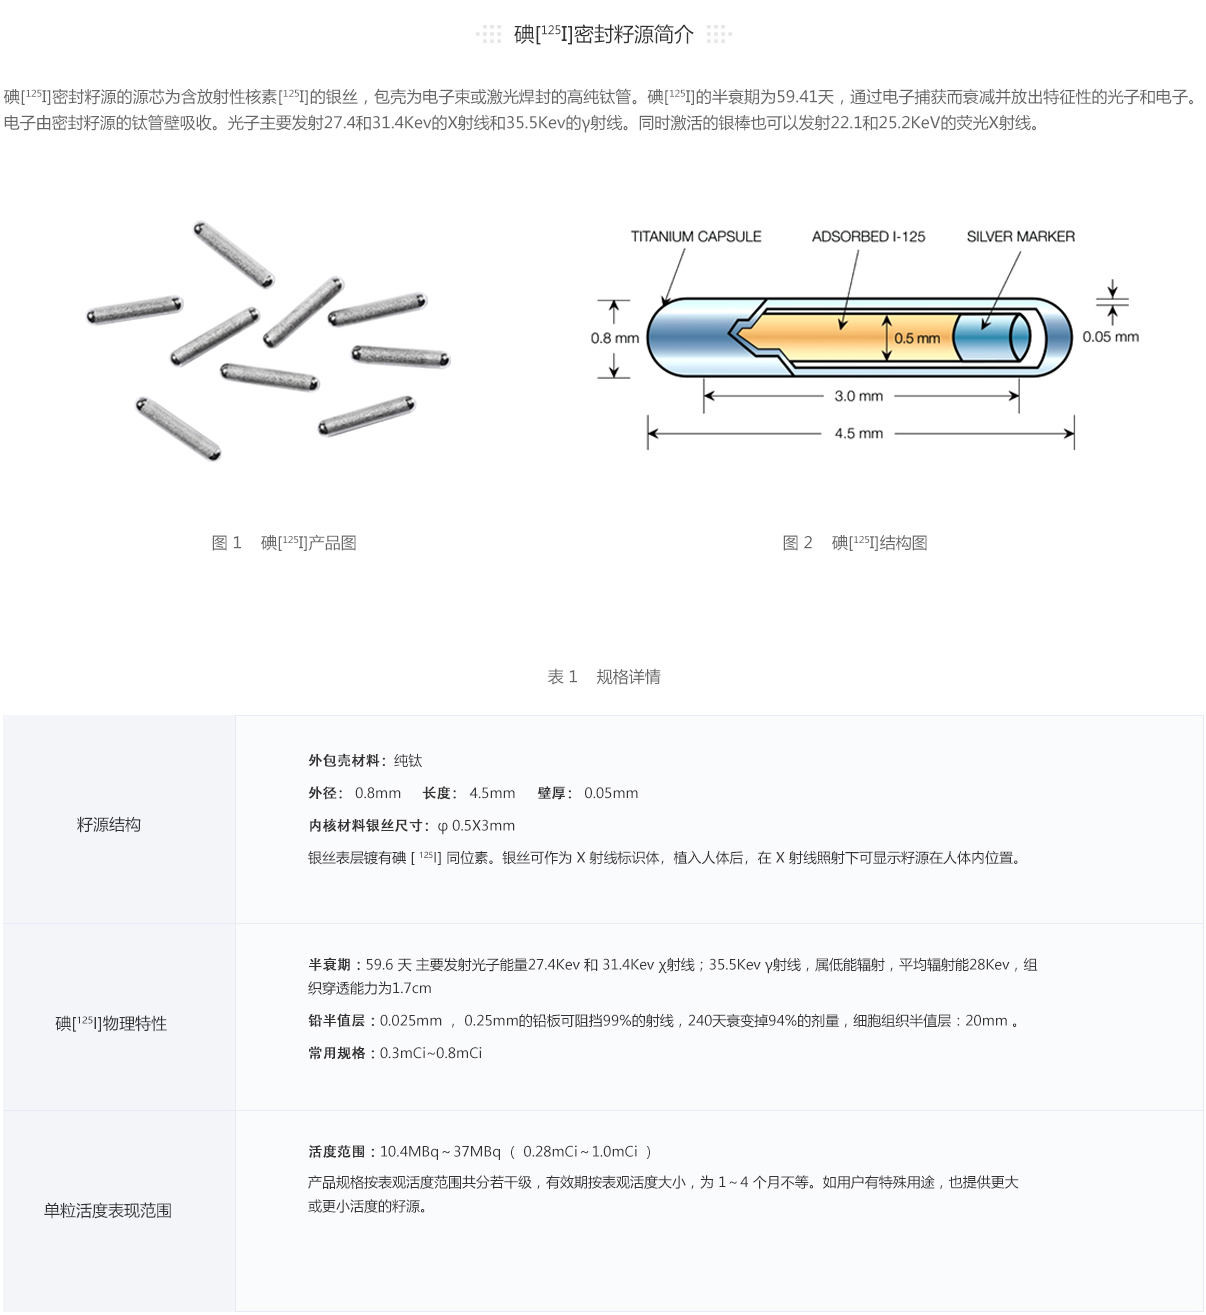 碘[¹²⁵I]密封籽源简介
碘[¹²⁵I]密封籽源的源芯为含放射性核素[¹²⁵I]的银丝，包壳为电子束或激光焊封的高纯钛管。碘[¹²⁵I]的半衰期为59.41天，通过电子捕获而衰减并放出特征性的光子和电子。
电子由密封籽源的钛管壁吸收。光子主要发射27.4和31.4Kev的X射线和35.5Kev的γ射线。同时激活的银棒也可以发射22.1和25.2KeV的荧光X射线。
TITANIUM CAPSULE ADSORBED I-125 SILVER MARKER
0.8 mm 0.5 mm 0.05 mm
3.0 mm
4.5 mm
图 1 碘[¹²⁵I]产品图 图 2 碘[¹²⁵I]结构图
表 1 规格详情
外包壳材料：纯钛
外径： 0.8mm 长度： 4.5mm 壁厚： 0.05mm
籽源结构
内核材料银丝尺寸：φ 0.5X3mm
银丝表层镀有碘 [ ¹²⁵I] 同位素。银丝可作为 X 射线标识体，植入人体后，在 X 射线照射下可显示籽源在人体内位置。
半衰期：59.6 天 主要发射光子能量27.4Kev 和 31.4Kev χ射线；35.5Kev γ射线，属低能辐射，平均辐射能28Kev，组
织穿透能力为1.7cm
碘[¹²⁵I]物理特性
铅半值层：0.025mm ， 0.25mm的铅板可阻挡99%的射线，240天衰变掉94%的剂量，细胞组织半值层：20mm 。
常用规格：0.3mCi~0.8mCi
活度范围：10.4MBq～37MBq （ 0.28mCi～1.0mCi ）
产品规格按表观活度范围共分若干级，有效期按表观活度大小，为 1～4 个月不等。如用户有特殊用途，也提供更大
或更小活度的籽源。
单粒活度表现范围